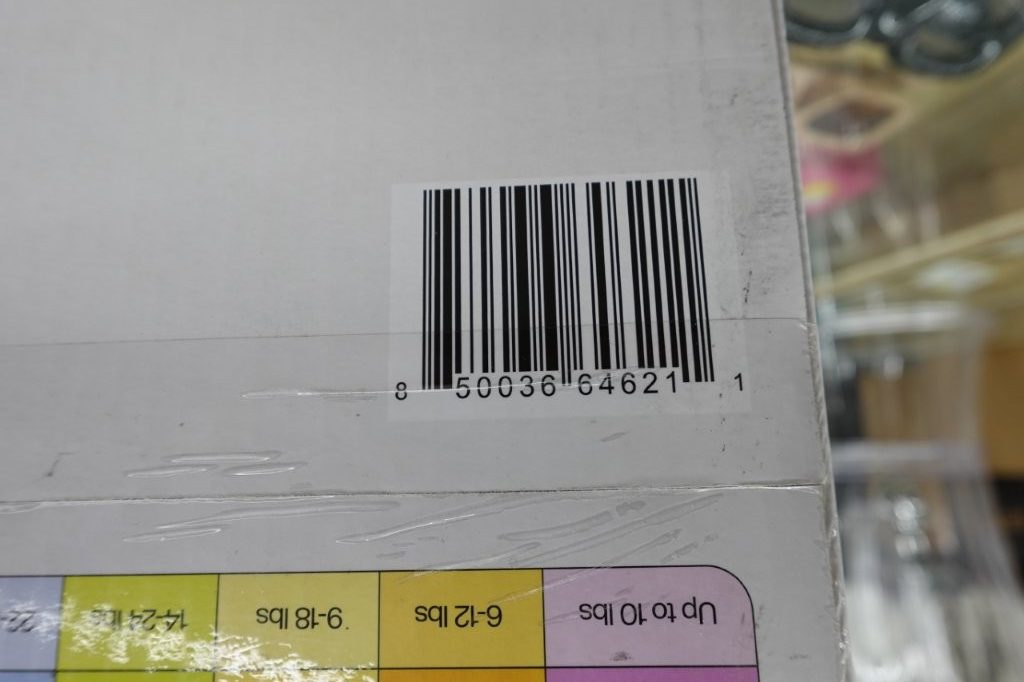 8 50036 64621 1
Up to 10 lbs
6-12 lbs
9-18 lbs
14-24 lbs